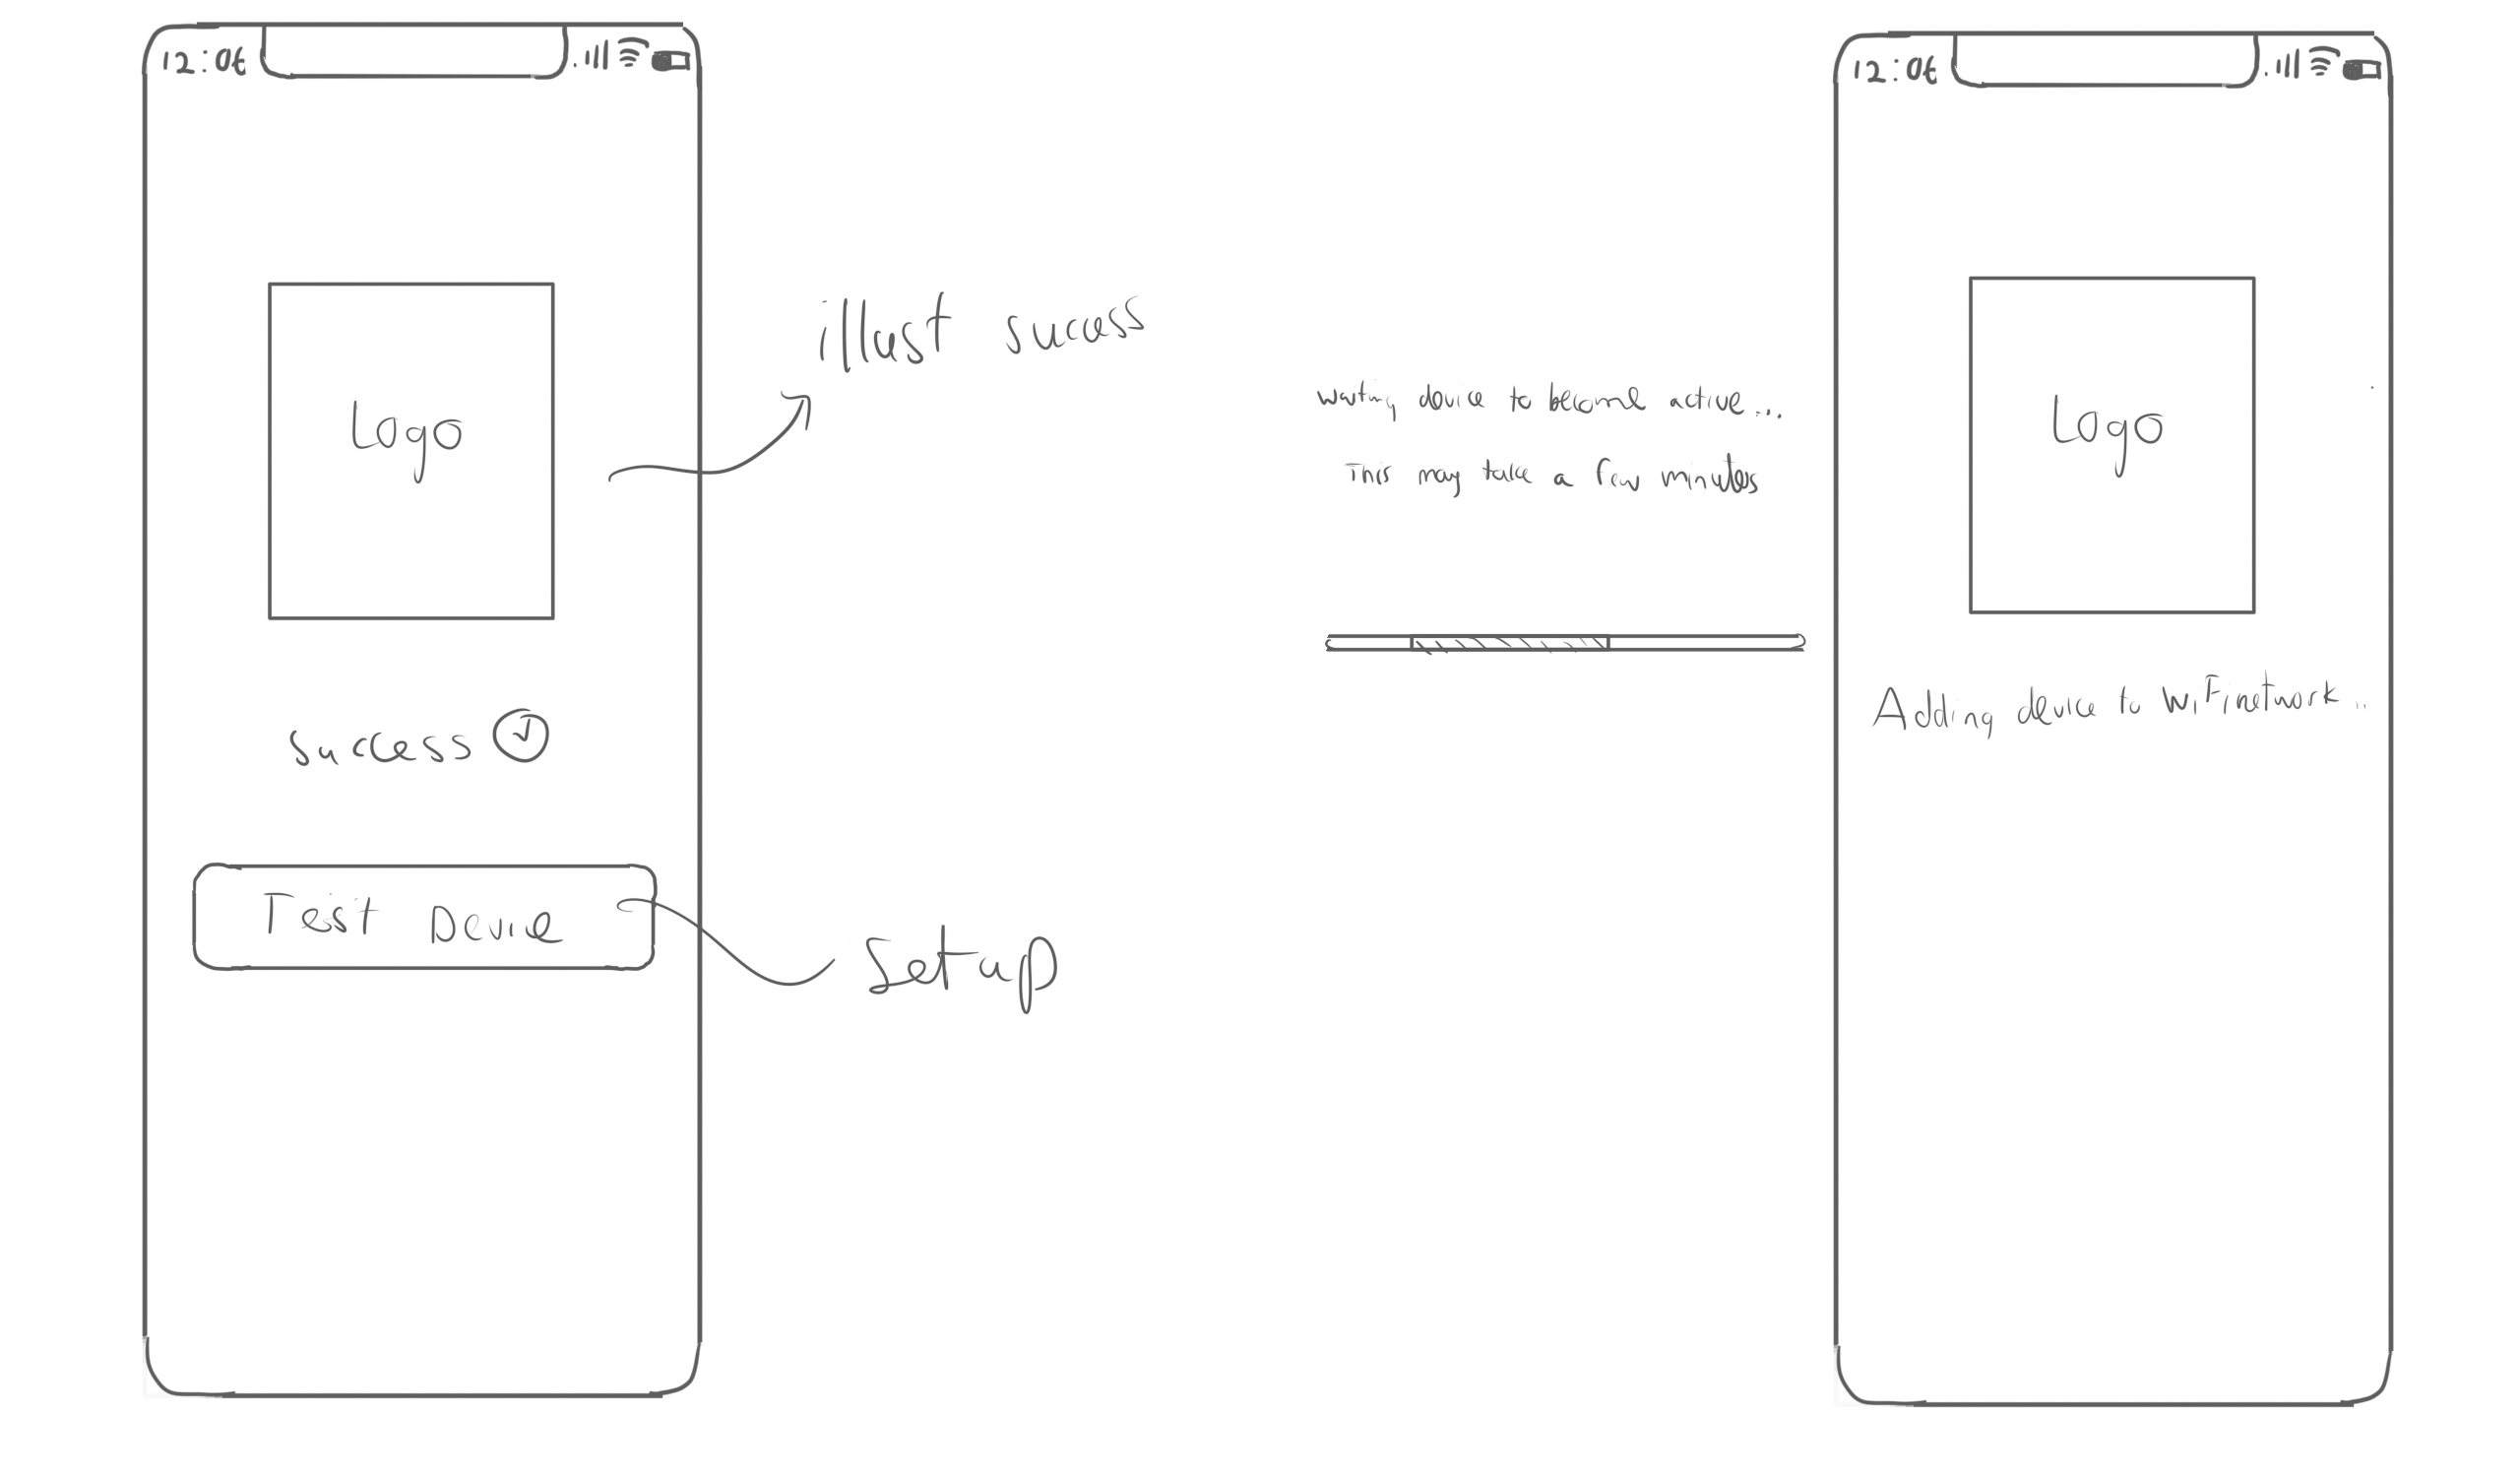 12:06
Logo
success
Test Device
illust sucess
Setup
Waiting device to become active...
This may take a few minutes
12:06
Logo
Adding device to WiFi network..